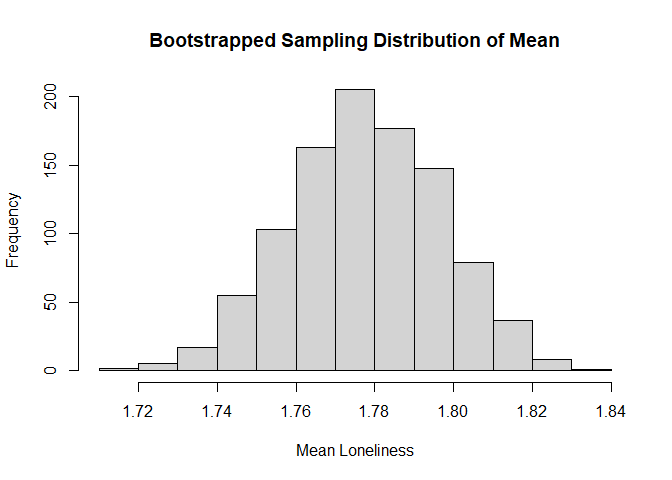 Bootstrapped Sampling Distribution of Mean
Frequency
200
150
100
50
0
1.72 1.74 1.76 1.78 1.80 1.82 1.84
Mean Loneliness